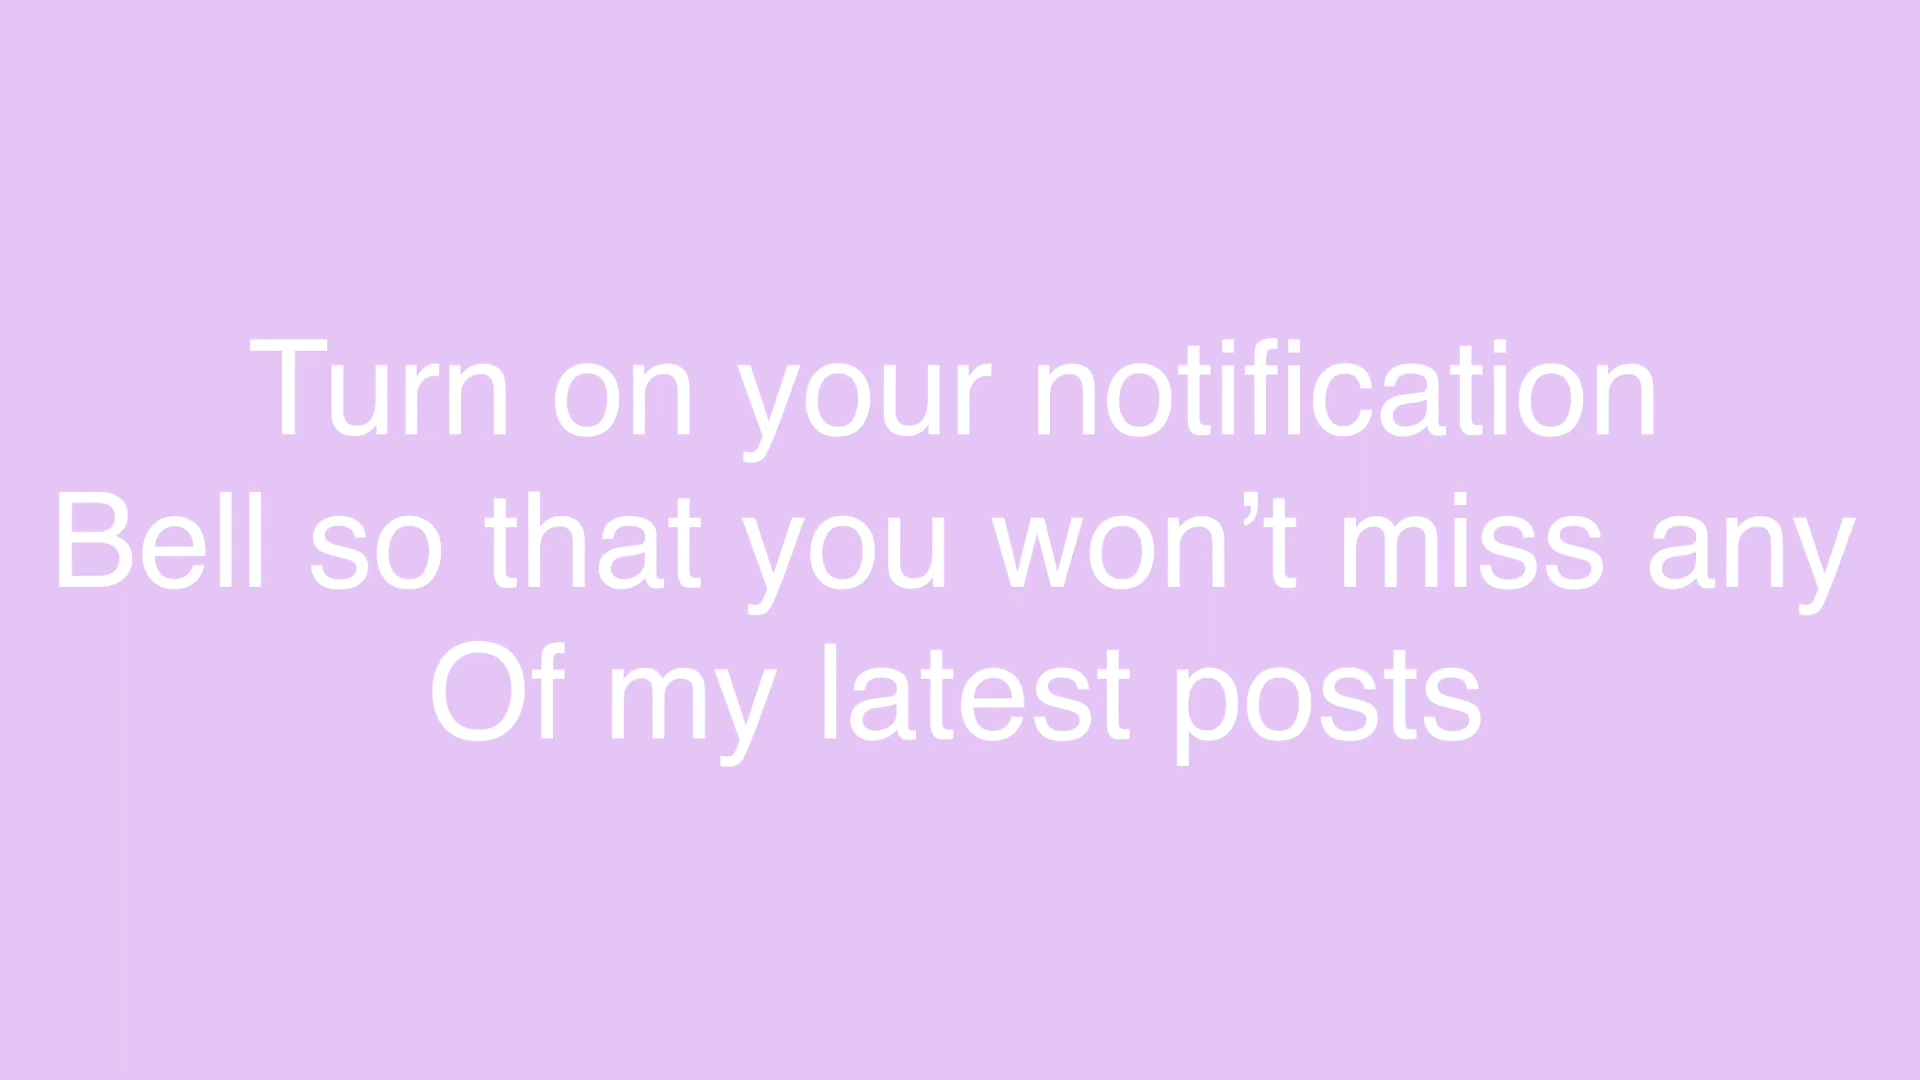 Turn on your notification
Bell so that you won’t miss any
Of my latest posts